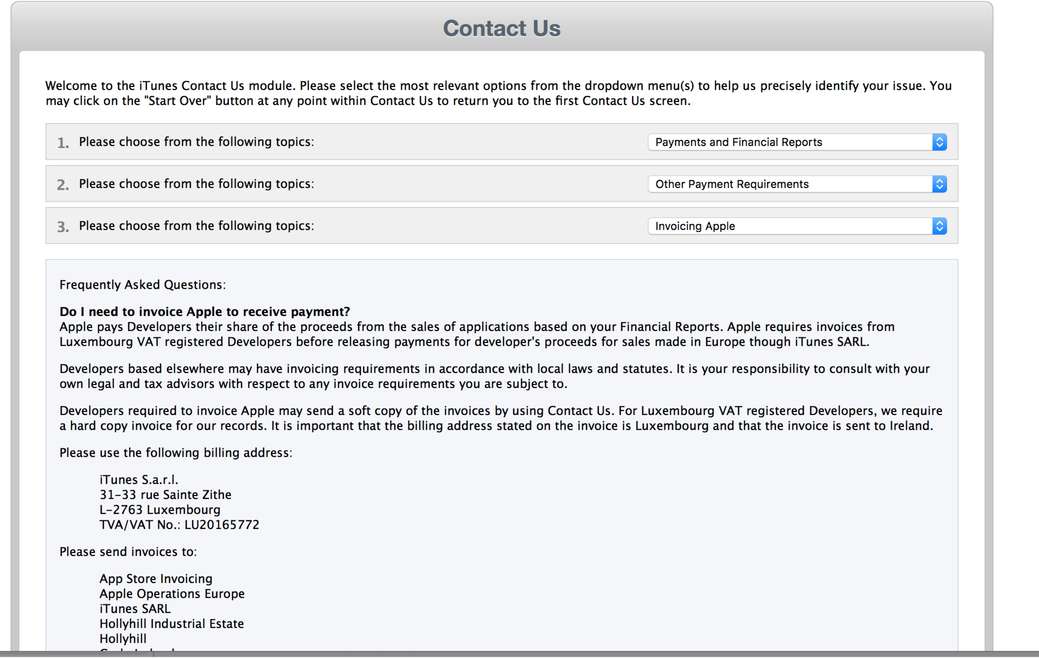 Contact Us
Welcome to the iTunes Contact Us module. Please select the most relevant options from the dropdown menu(s) to help us precisely identify your issue. You
may click on the "Start Over" button at any point within Contact Us to return you to the first Contact Us screen.
1. Please choose from the following topics: Payments and Financial Reports
2. Please choose from the following topics: Other Payment Requirements
3. Please choose from the following topics: Invoicing Apple
Frequently Asked Questions:
Do I need to invoice Apple to receive payment?
Apple pays Developers their share of the proceeds from the sales of applications based on your Financial Reports. Apple requires invoices from
Luxembourg VAT registered Developers before releasing payments for developer's proceeds for sales made in Europe though iTunes SARL.
Developers based elsewhere may have invoicing requirements in accordance with local laws and statutes. It is your responsibility to consult with your
own legal and tax advisors with respect to any invoice requirements you are subject to.
Developers required to invoice Apple may send a soft copy of the invoices by using Contact Us. For Luxembourg VAT registered Developers, we require
a hard copy invoice for our records. It is important that the billing address stated on the invoice is Luxembourg and that the invoice is sent to Ireland.
Please use the following billing address:
iTunes S.a.r.l.
31-33 rue Sainte Zithe
L-2763 Luxembourg
TVA/VAT No.: LU20165772
Please send invoices to:
App Store Invoicing
Apple Operations Europe
iTunes SARL
Hollyhill Industrial Estate
Hollyhill